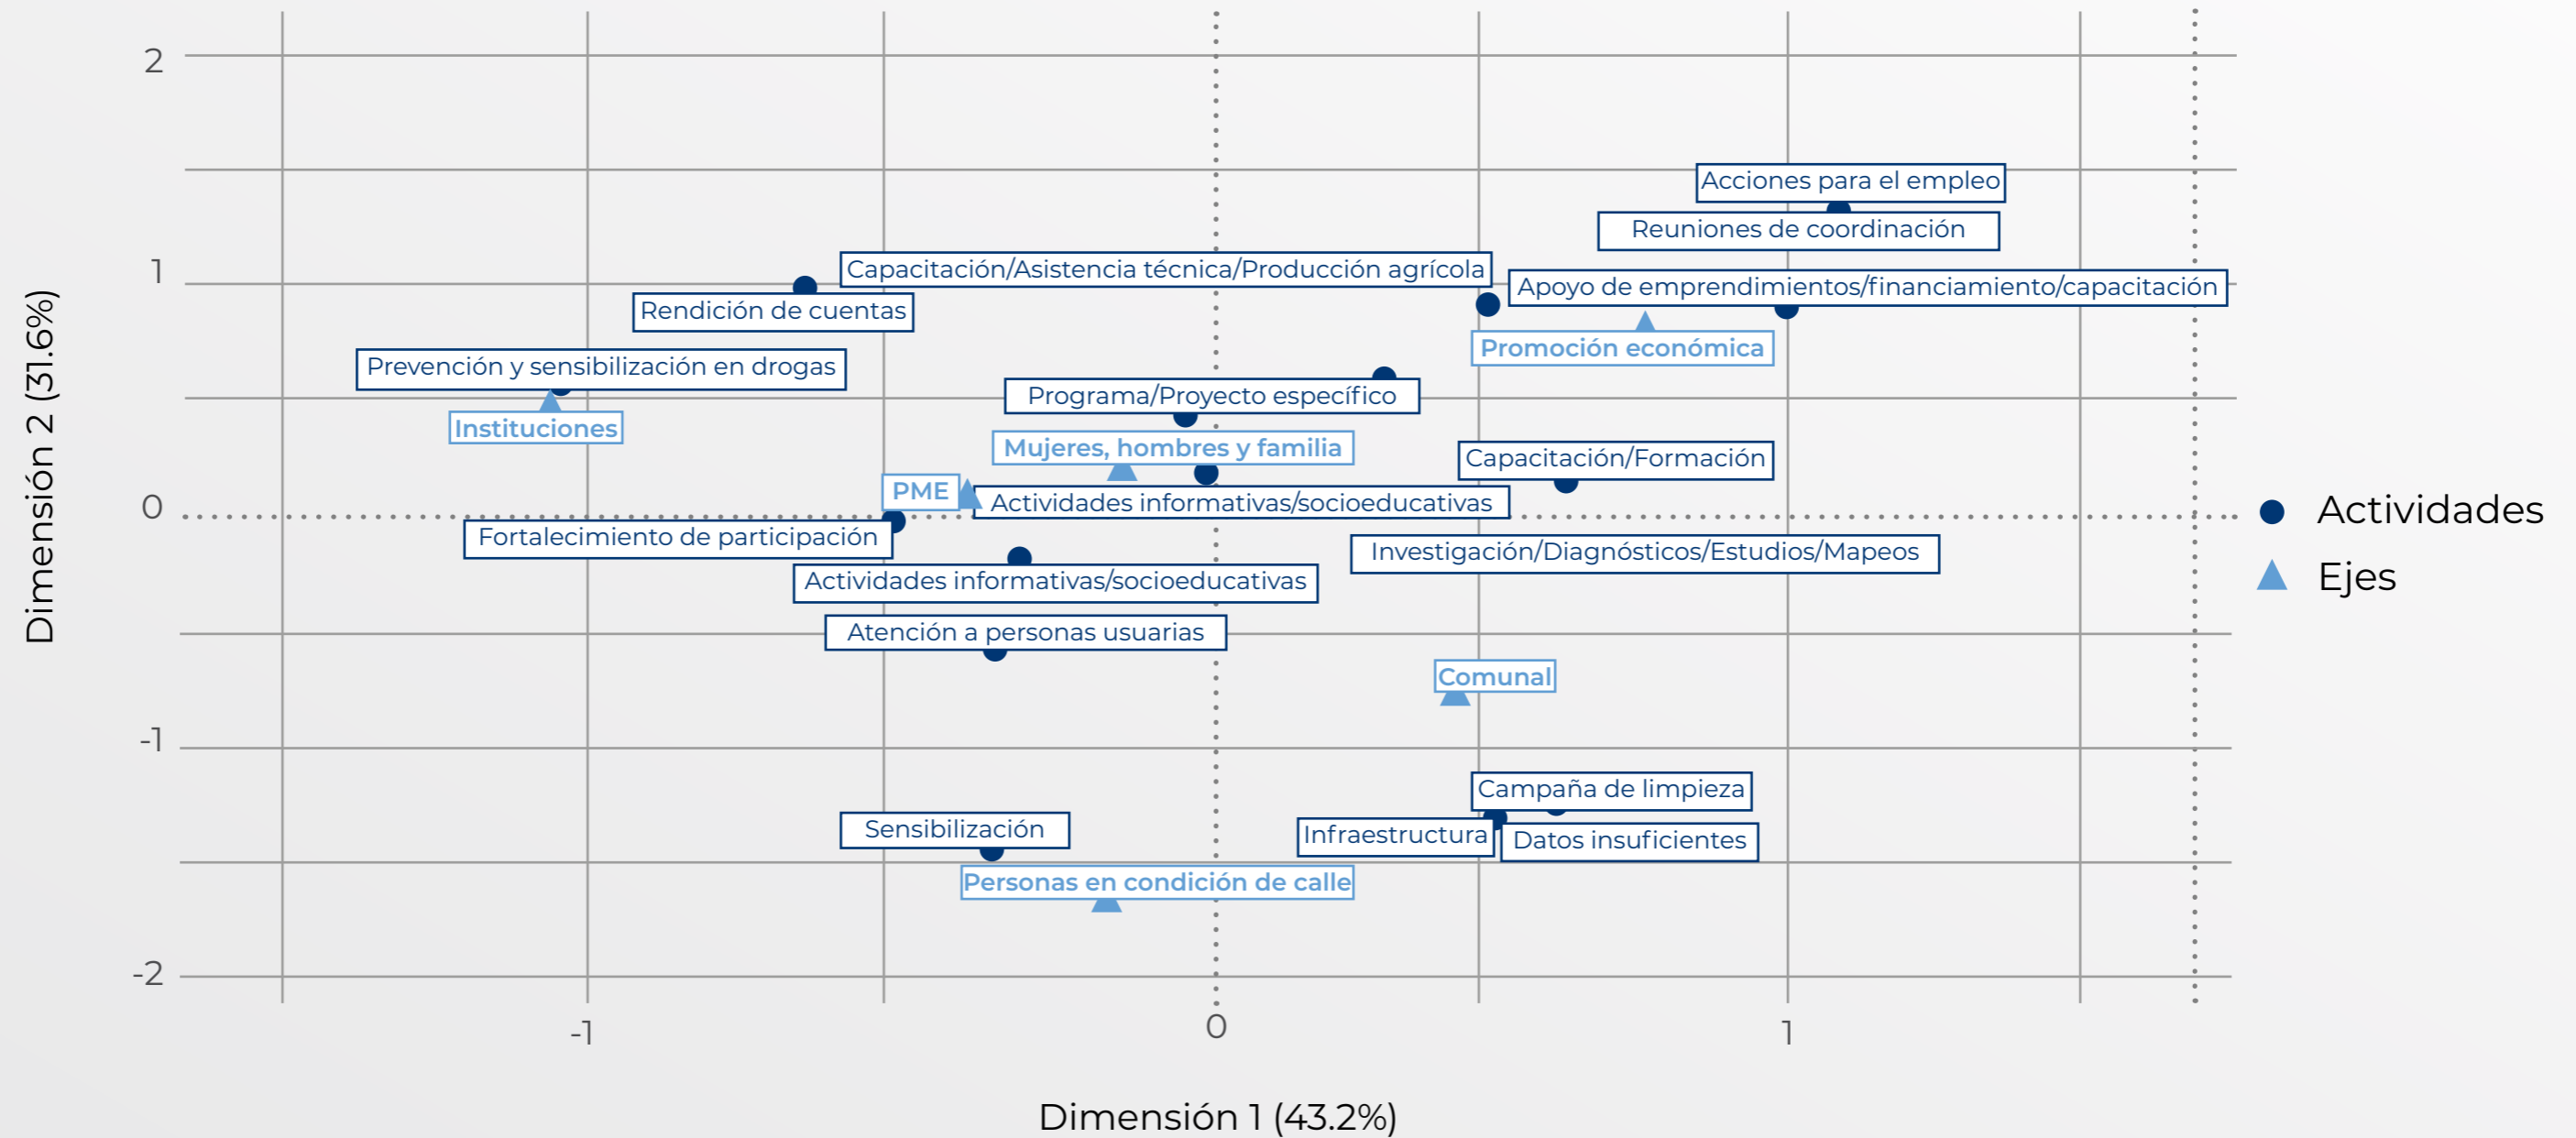 2
1
0
-1
-2
Dimensión 2 (31.6%)
Acciones para el empleo
Reuniones de coordinación
Capacitación/Asistencia técnica/Producción agrícola
Apoyo de emprendimientos/financiamiento/capacitación
Rendición de cuentas
Promoción económica
Prevención y sensibilización en drogas
Programa/Proyecto específico
Instituciones
Mujeres, hombres y familia
Capacitación/Formación
PME
Actividades informativas/socioeducativas
Fortalecimiento de participación
Investigación/Diagnósticos/Estudios/Mapeos
Actividades informativas/socioeducativas
Atención a personas usuarias
Comunal
Campaña de limpieza
Sensibilización
Infraestructura
Datos insuficientes
Personas en condición de calle
Actividades
Ejes
-1
0
1
Dimensión 1 (43.2%)